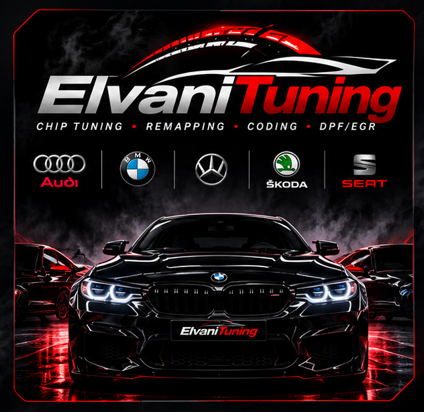 ElvaniTuning
CHIP TUNING • REMAPPING • CODING • DPF/EGR
Audi
BMW
ŠKODA
SEAT
ElvaniTuning